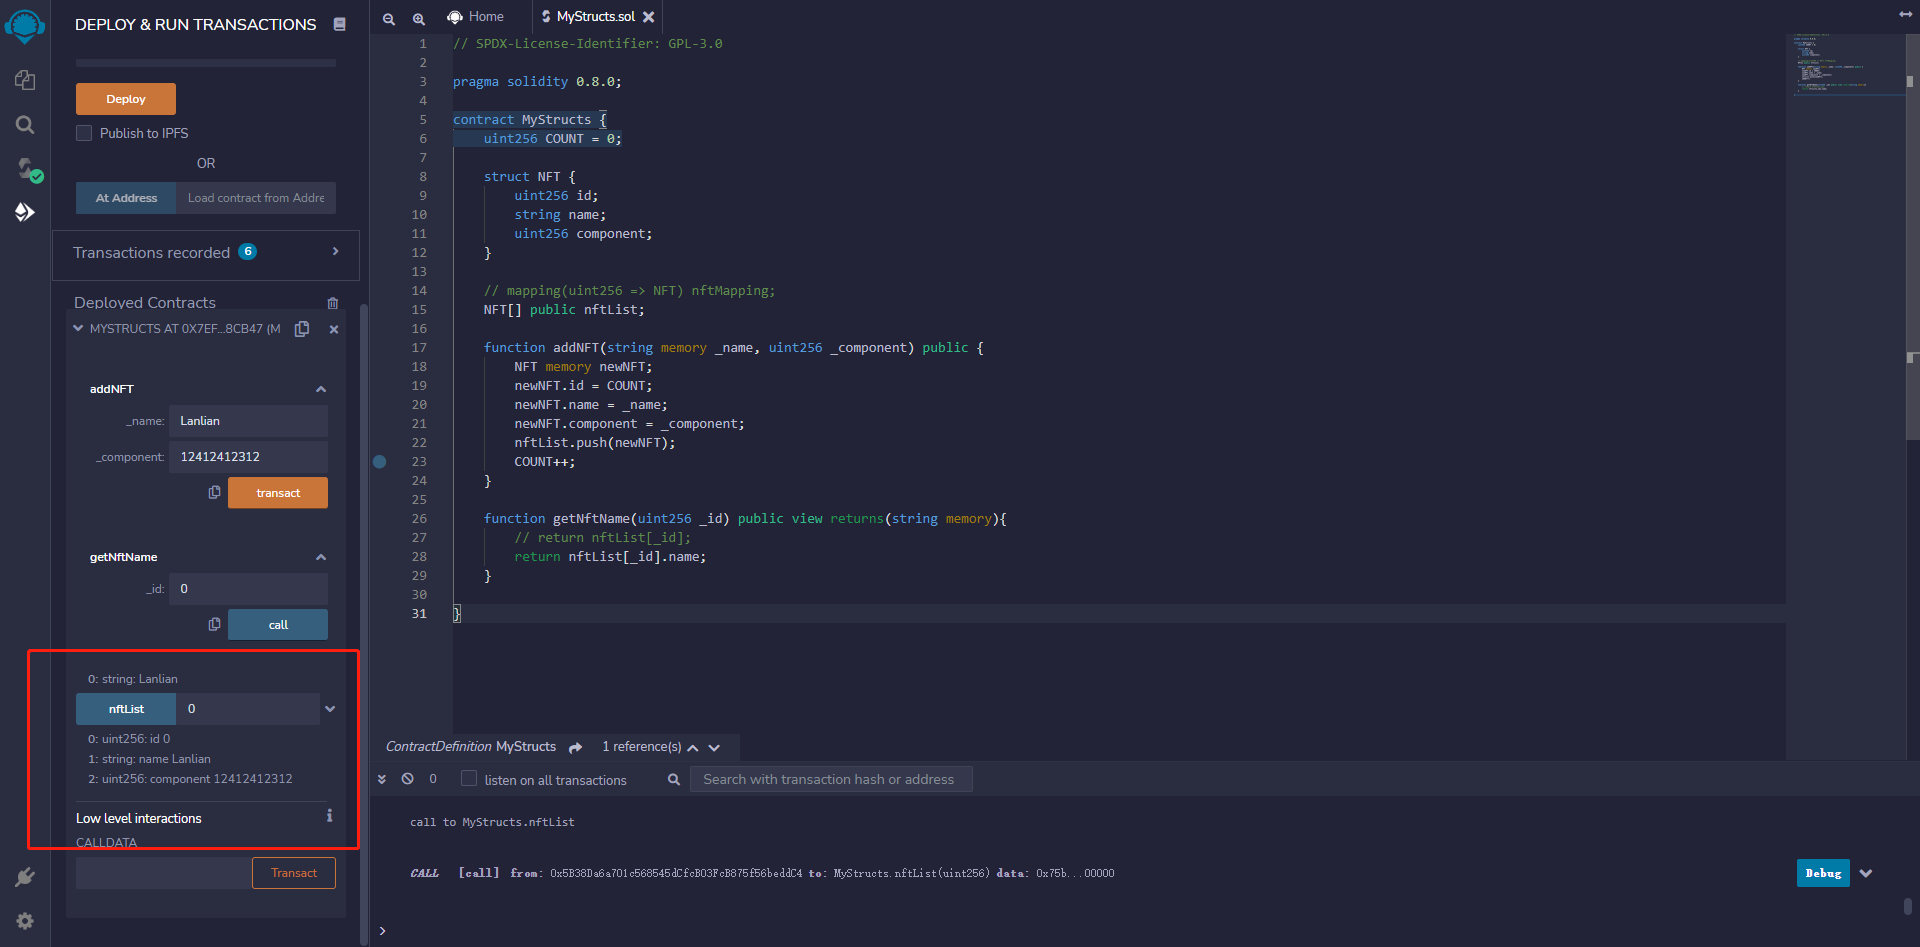 DEPLOY & RUN TRANSACTIONS
Deploy
Publish to IPFS
OR
At Address
Load contract from Addre
Transactions recorded 6
Deployed Contracts
MYSTRUCTS AT 0X7EF...8CB47 (M
addNFT
_name: Lanlian
_component: 12412412312
transact
getNftName
_id: 0
call
0: string: Lanlian
nftList 0
0: uint256: id 0
1: string: name Lanlian
2: uint256: component 12412412312
Low level interactions
CALLDATA
Transact
Home MyStructs.sol
1 // SPDX-License-Identifier: GPL-3.0
2
3 pragma solidity 0.8.0;
4
5 contract MyStructs {
6 uint256 COUNT = 0;
7
8 struct NFT {
9 uint256 id;
10 string name;
11 uint256 component;
12 }
13
14 // mapping(uint256 => NFT) nftMapping;
15 NFT[] public nftList;
16
17 function addNFT(string memory _name, uint256 _component) public {
18 NFT memory newNFT;
19 newNFT.id = COUNT;
20 newNFT.name = _name;
21 newNFT.component = _component;
22 nftList.push(newNFT);
23 COUNT++;
24 }
25
26 function getNftName(uint256 _id) public view returns(string memory){
27 // return nftList[_id];
28 return nftList[_id].name;
29 }
30
31 }
ContractDefinition MyStructs 1 reference(s)
0 listen on all transactions Search with transaction hash or address
call to MyStructs.nftList
CALL [call] from: 0x5B38Da6a701c568545dCfcB03FcB875f56beddC4 to: MyStructs.nftList(uint256) data: 0x75b...00000
Debug
>